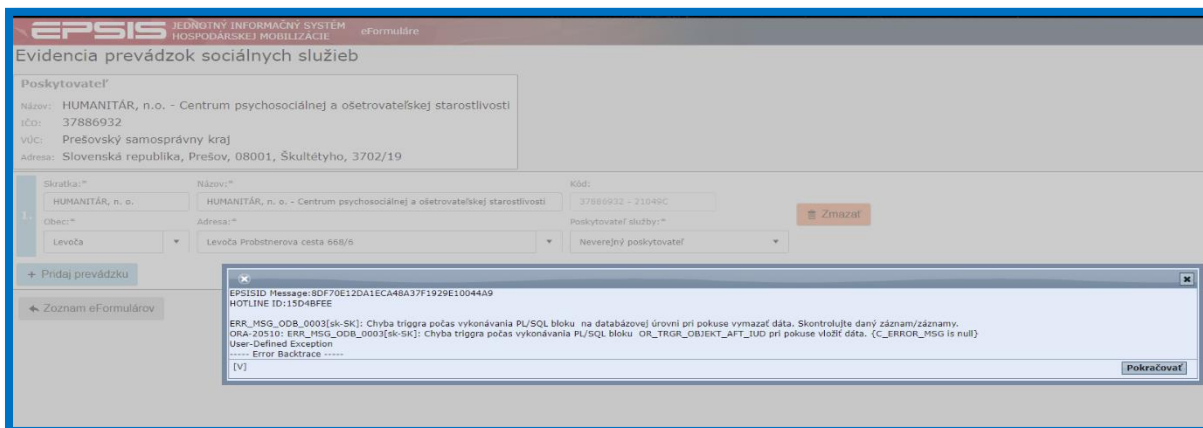 EPSIS JEDNOTNÝ INFORMAČNÝ SYSTÉM
HOSPODÁRSKEJ MOBILIZÁCIE eFormuláre
Evidencia prevádzok sociálnych služieb
Poskytovateľ
Názov: HUMANITÁR, n.o. - Centrum psychosociálnej a ošetrovateľskej starostlivosti
IČO: 37886932
VÚC: Prešovský samosprávny kraj
Adresa: Slovenská republika, Prešov, 08001, Škultétyho, 3702/19
Skratka:* Názov:* Kód:
HUMANITÁR, n. o. HUMANITÁR, n. o. - Centrum psychosociálnej a ošetrovateľskej starostlivosti 37886932 - 21049C
1. Zmazať
Obec:* Adresa:* Poskytovateľ služby:*
Levoča Levoča Probstnerova cesta 668/6 Neverejný poskytovateľ
+ Pridaj prevádzku
Zoznam eFormulárov
EPSISID Message:8DF70E12DA1ECA48A37F1929E10044A9
HOTLINE ID:15D4BFEE
ERR_MSG_ODB_0003[sk-SK]: Chyba triggra počas vykonávania PL/SQL bloku na databázovej úrovni pri pokuse vymazať dáta. Skontrolujte daný záznam/záznamy.
ORA-20510: ERR_MSG_ODB_0003[sk-SK]: Chyba triggra počas vykonávania PL/SQL bloku OR_TRGR_OBJEKT_AFT_IUD pri pokuse vložiť dáta. {C_ERROR_MSG is null}
User-Defined Exception
----- Error Backtrace -----
[V] Pokračovať